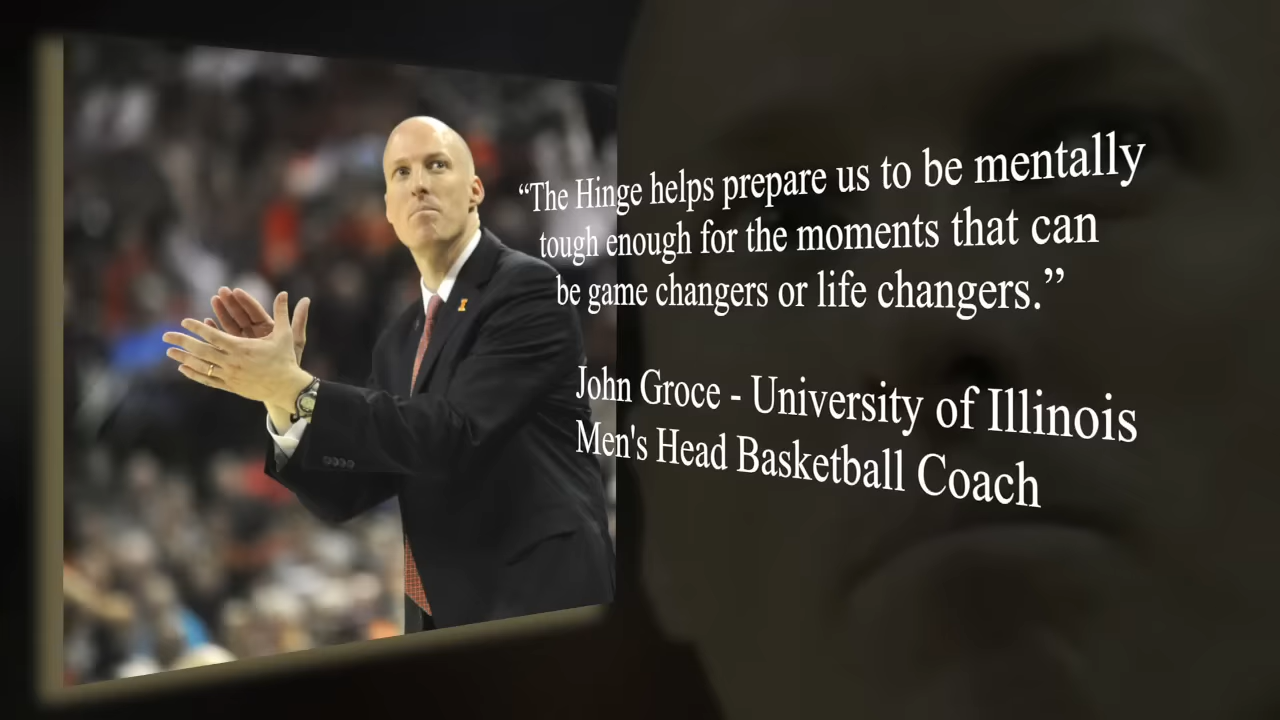 “The Hinge helps prepare us to be mentally
tough enough for the moments that can
be game changers or life changers.”
John Groce - University of Illinois
Men's Head Basketball Coach